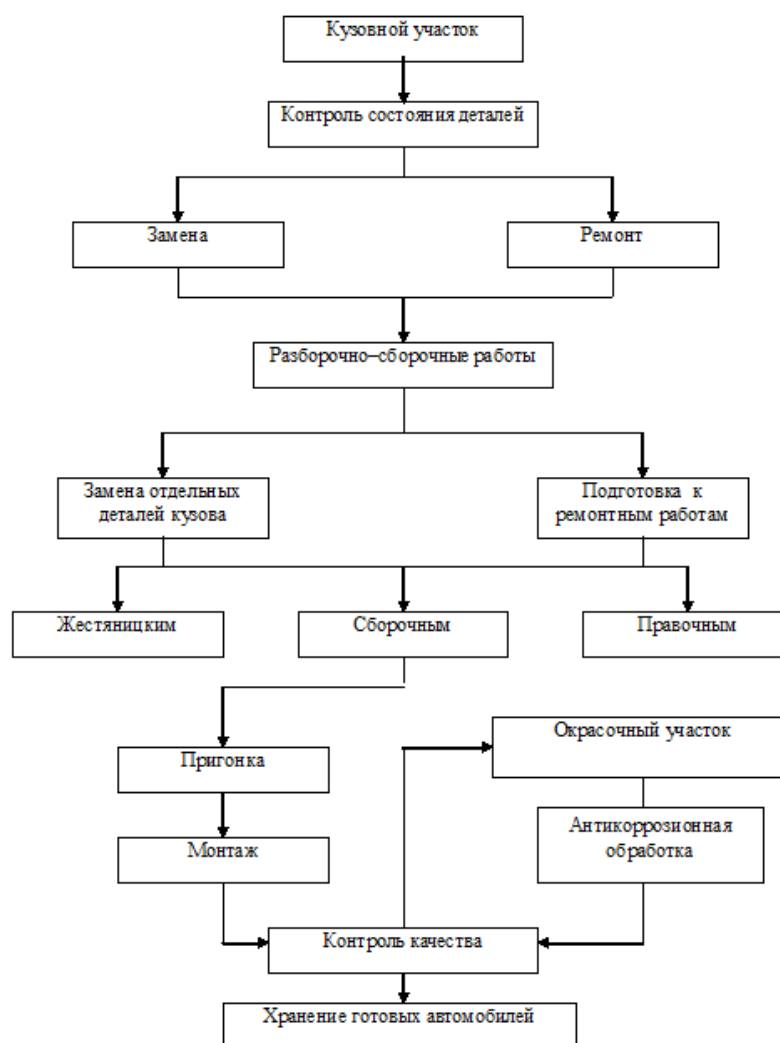 Кузовной участок
Контроль состояния деталей
Замена
Ремонт
Разборочно–сборочные работы
Замена отдельных
деталей кузова
Подготовка к
ремонтным работам
Жестяницким
Сборочным
Правочным
Окрасочный участок
Пригонка
Антикоррозионная
обработка
Монтаж
Контроль качества
Хранение готовых автомобилей